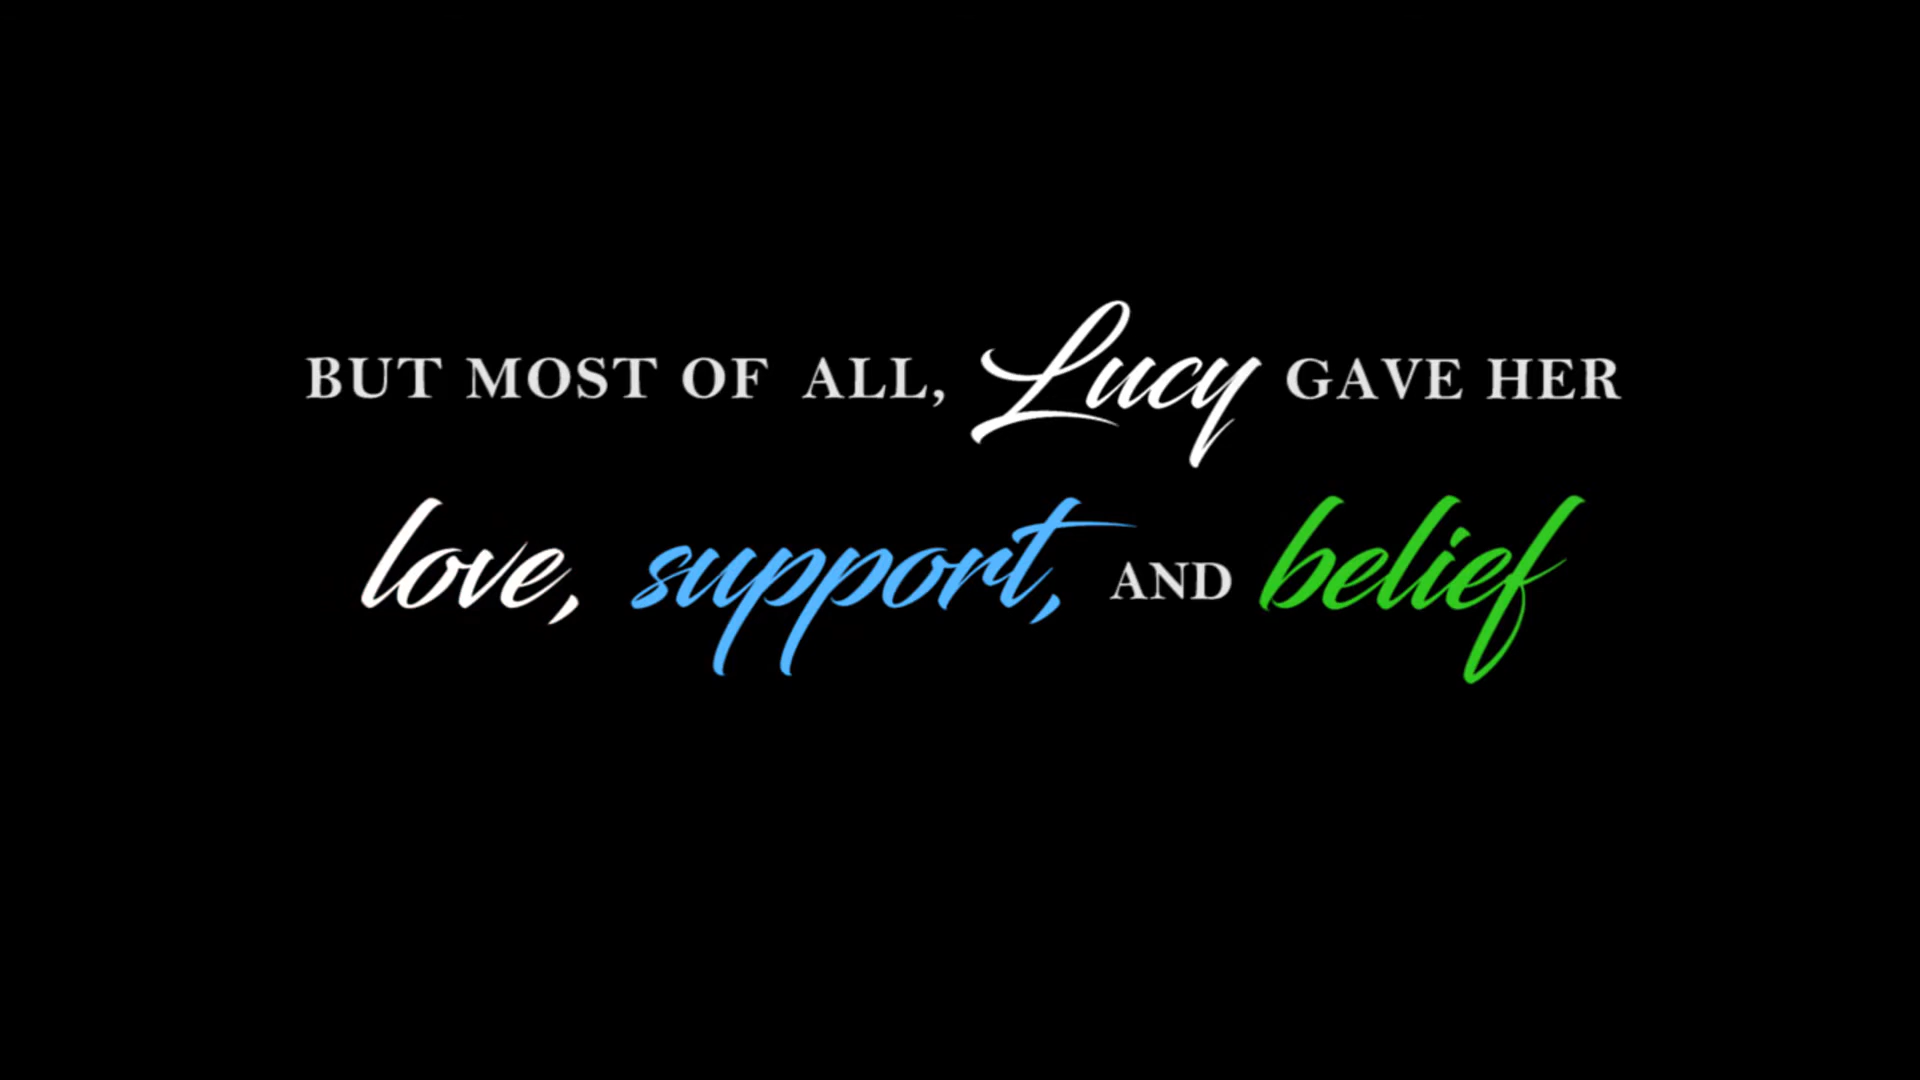 BUT MOST OF ALL, Lucy GAVE HER
love, support, AND belief